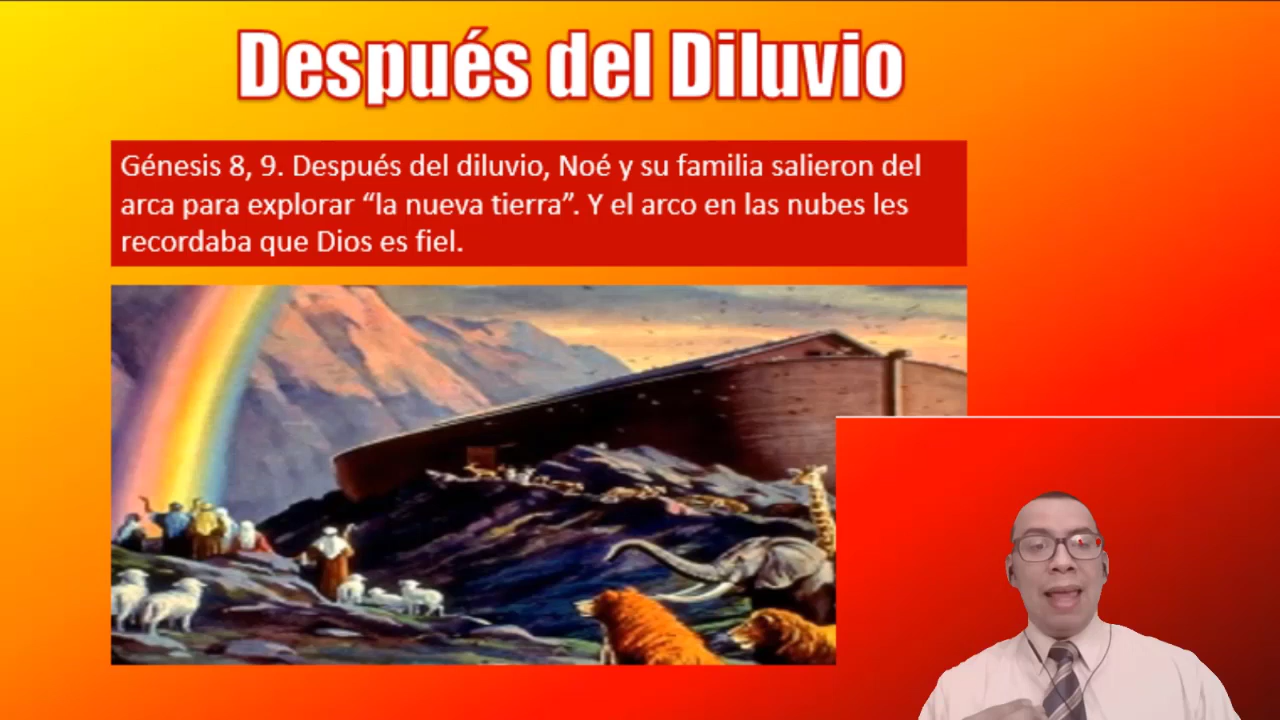 Después del Diluvio
Génesis 8, 9. Después del diluvio, Noé y su familia salieron del
arca para explorar “la nueva tierra”. Y el arco en las nubes les
recordaba que Dios es fiel.